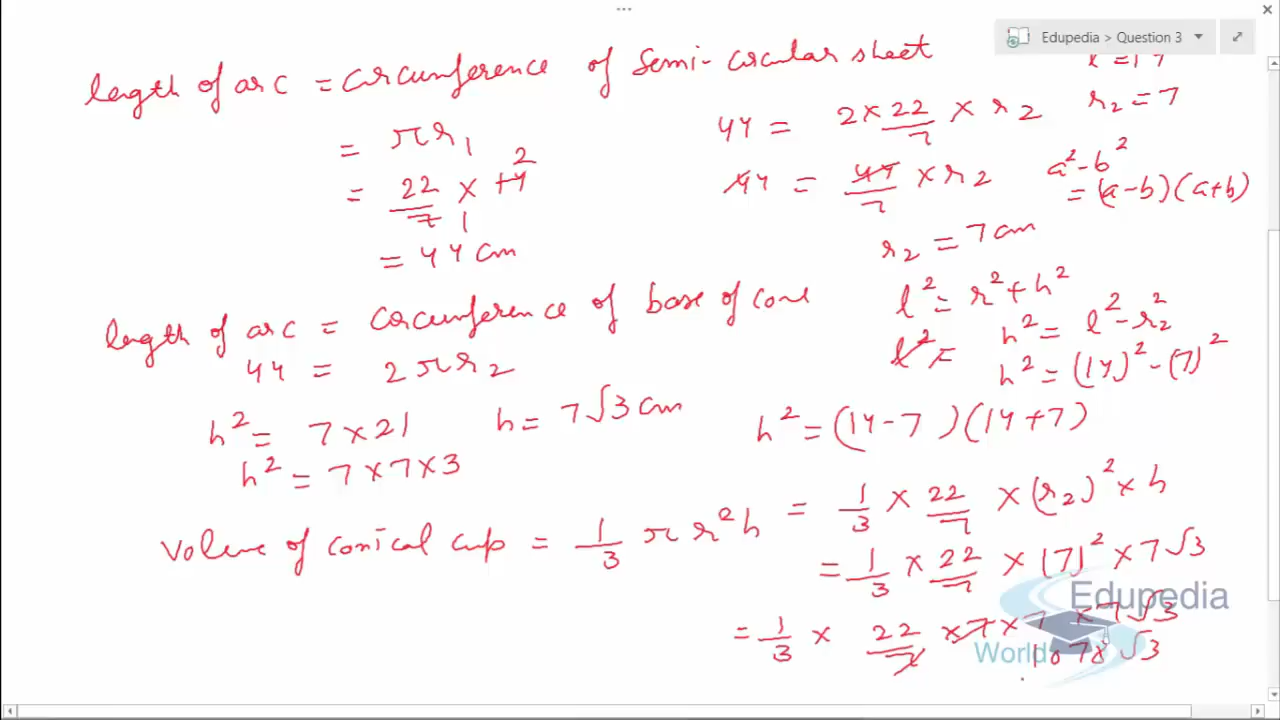 Edupedia > Question 3
length of arc = circumference of semi-circular sheet
= πr₁
= 22/7 × 14 2
1
= 44 cm
length of arc = circumference of base of cone
44 = 2πr₂
h² = 7×21
h² = 7×7×3
h = 7√3 cm
44 = 2×22/7 × r₂
44 = 44/7 × r₂
r₂ = 7 cm
r₂ = 7
a²-b²
= (a-b)(a+b)
l² = r²+h²
l² =
h² = l²-r₂²
h² = (14)²-(7)²
h² = (14-7)(14+7)
Volume of conical cup = 1/3 πr²h
= 1/3 × 22/7 × (r₂)² × h
= 1/3 × 22/7 × (7)² × 7√3
= 1/3 × 22/7 ×7×7 ×7√3
1078√3
Edupedia
World